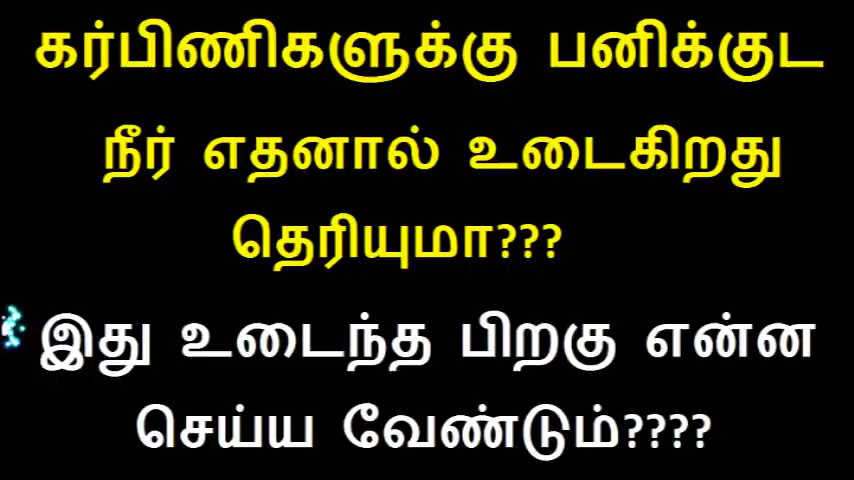 கர்பிணிகளுக்கு பனிக்குட
நீர் எதனால் உடைகிறது
தெரியுமா???
இது உடைந்த பிறகு என்ன
செய்ய வேண்டும்????